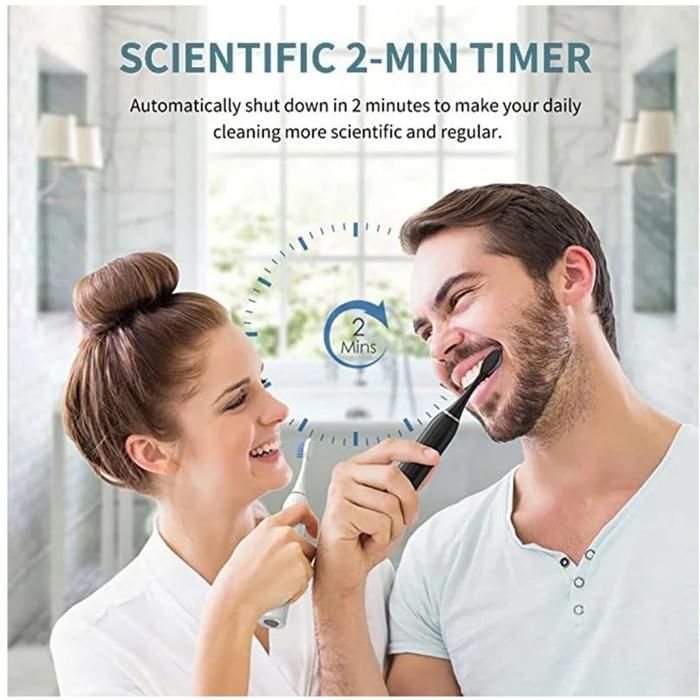 SCIENTIFIC 2-MIN TIMER
Automatically shut down in 2 minutes to make your daily
cleaning more scientific and regular.
2
Mins